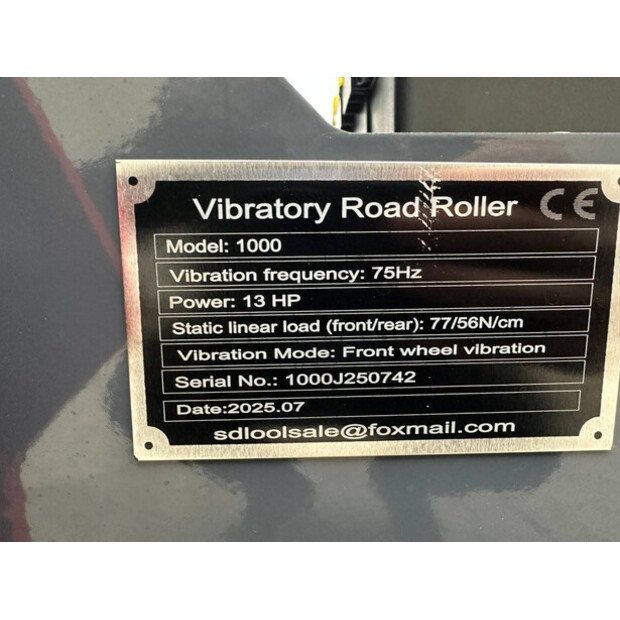 Vibratory Road Roller CE
Model: 1000
Vibration frequency: 75Hz
Power: 13 HP
Static linear load (front/rear): 77/56N/cm
Vibration Mode: Front wheel vibration
Serial No.: 1000J250742
Date:2025.07
sdloolsale@foxmail.com